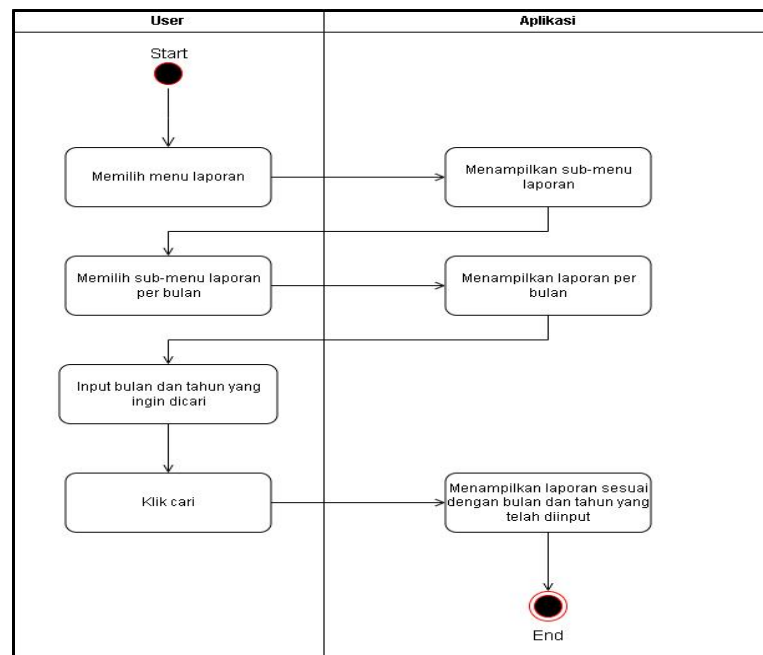 User
Aplikasi
Start
Memilih menu laporan
Menampilkan sub-menu
laporan
Memilih sub-menu laporan
per bulan
Menampilkan laporan per
bulan
Input bulan dan tahun yang
ingin dicari
Klik cari
Menampilkan laporan sesuai
dengan bulan dan tahun yang
telah diinput
End